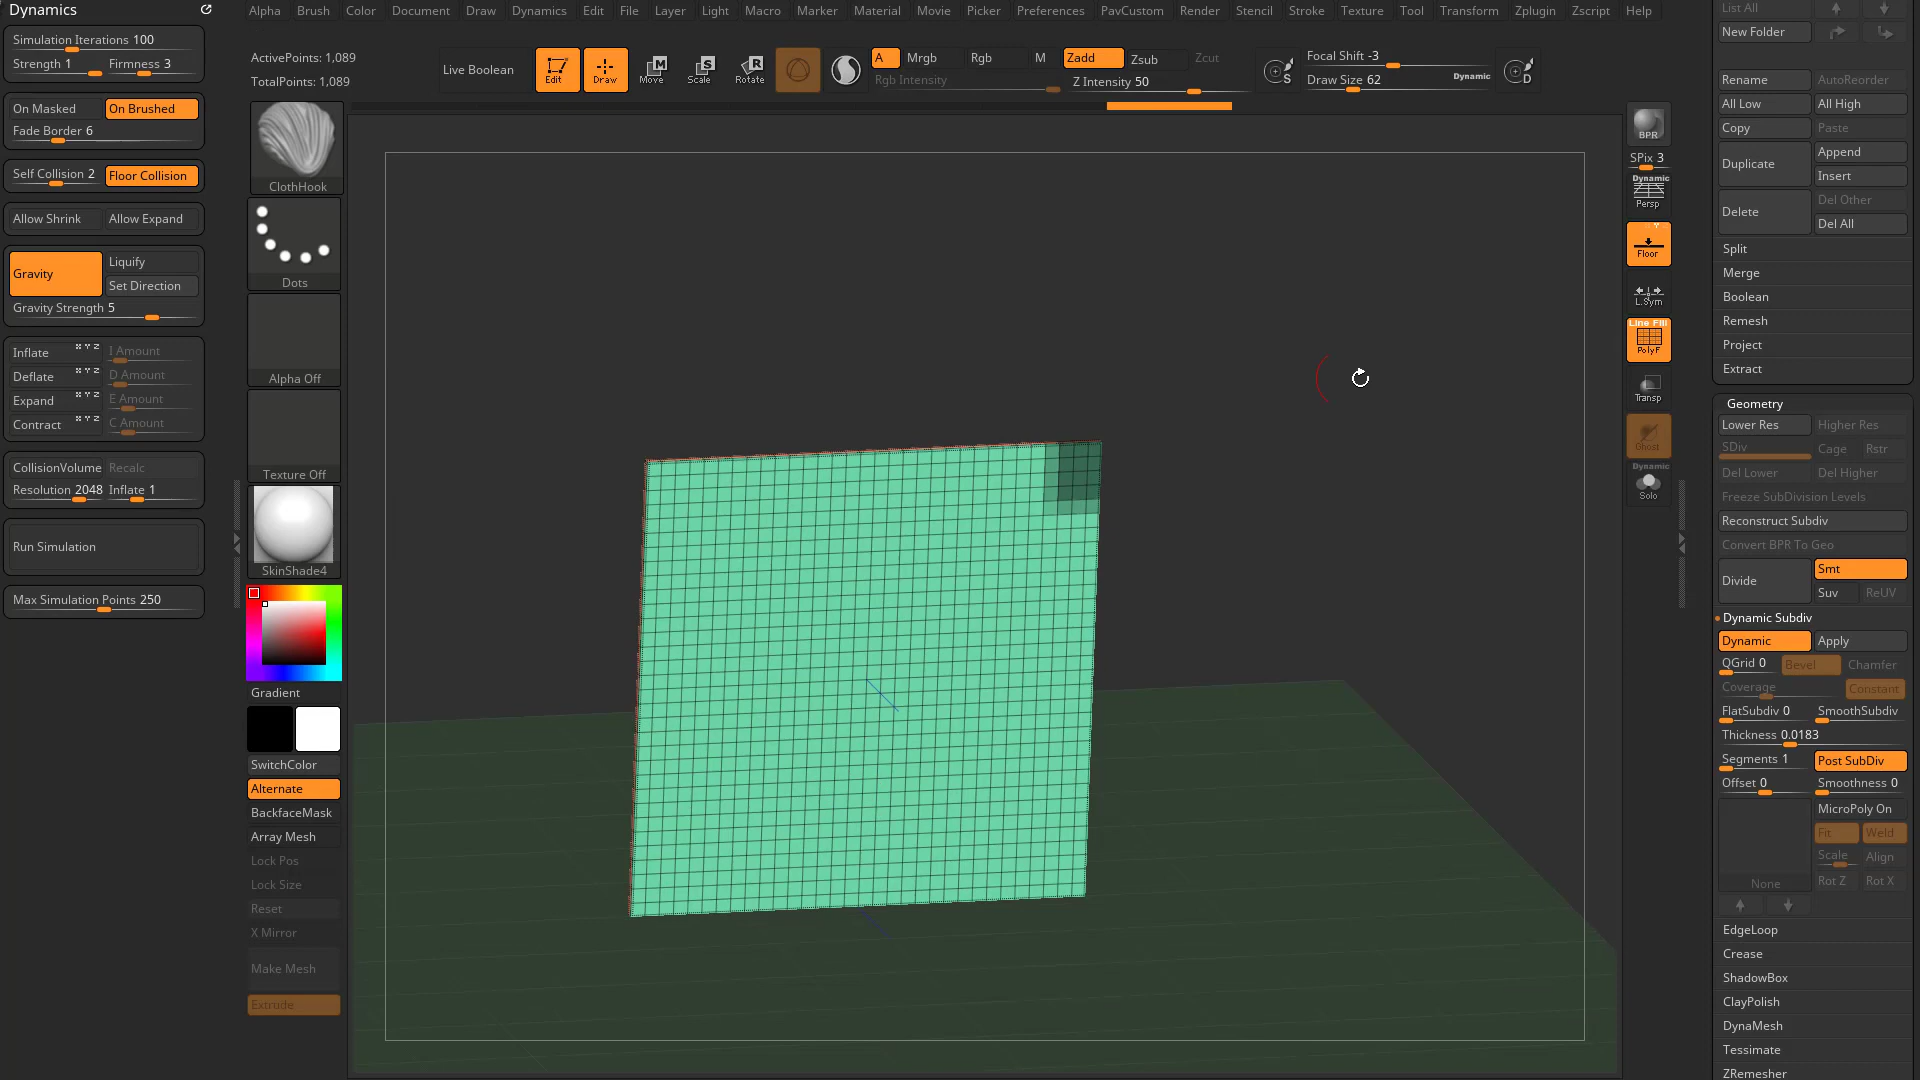 Dynamics
Alpha Brush Color Document Draw Dynamics Edit File Layer Light Macro Marker Material Movie Picker Preferences PavCustom Render Stencil Stroke Texture Tool Transform Zplugin Zscript Help
Simulation Iterations 100
Strength 1 Firmness 3
On Masked On Brushed
Fade Border 6
Self Collision 2 Floor Collision
Allow Shrink Allow Expand
Gravity
Liquify
Set Direction
Gravity Strength 5
Inflate X Y Z I Amount
Deflate X Y Z D Amount
Expand X Y Z E Amount
Contract X Y Z C Amount
CollisionVolume Recalc
Resolution 2048 Inflate 1
Run Simulation
Max Simulation Points 250
ActivePoints: 1,089
TotalPoints: 1,089
Live Boolean
Edit
Draw
M
Move
S
Scale
R
Rotate
A Mrgb Rgb M
Rgb Intensity
Zadd Zsub Zcut
Z Intensity 50
S
Focal Shift -3
Draw Size 62 Dynamic
D
ClothHook
Dots
Alpha Off
Texture Off
SkinShade4
Gradient
SwitchColor
Alternate
BackfaceMask
Array Mesh
Lock Pos
Lock Size
Reset
X Mirror
Make Mesh
Extrude
BPR
SPix 3
Dynamic
Persp
Floor
L.Sym
Line Fill
PolyF
Transp
Ghost
Dynamic
Solo
List All
New Folder
Rename AutoReorder
All Low All High
Copy Paste
Duplicate
Append
Insert
Delete
Del Other
Del All
Split
Merge
Boolean
Remesh
Project
Extract
Geometry
Lower Res Higher Res
SDiv Cage Rstr
Del Lower Del Higher
Freeze SubDivision Levels
Reconstruct Subdiv
Convert BPR To Geo
Divide
Smt
Suv ReUV
Dynamic Subdiv
Dynamic Apply
QGrid 0 Bevel Chamfer
Coverage Constant
FlatSubdiv 0 SmoothSubdiv
Thickness 0.0183
Segments 1 Post SubDiv
Offset 0 Smoothness 0
MicroPoly On
Fit Weld
Scale Align
None Rot Z Rot X
EdgeLoop
Crease
ShadowBox
ClayPolish
DynaMesh
Tessimate
ZRemesher